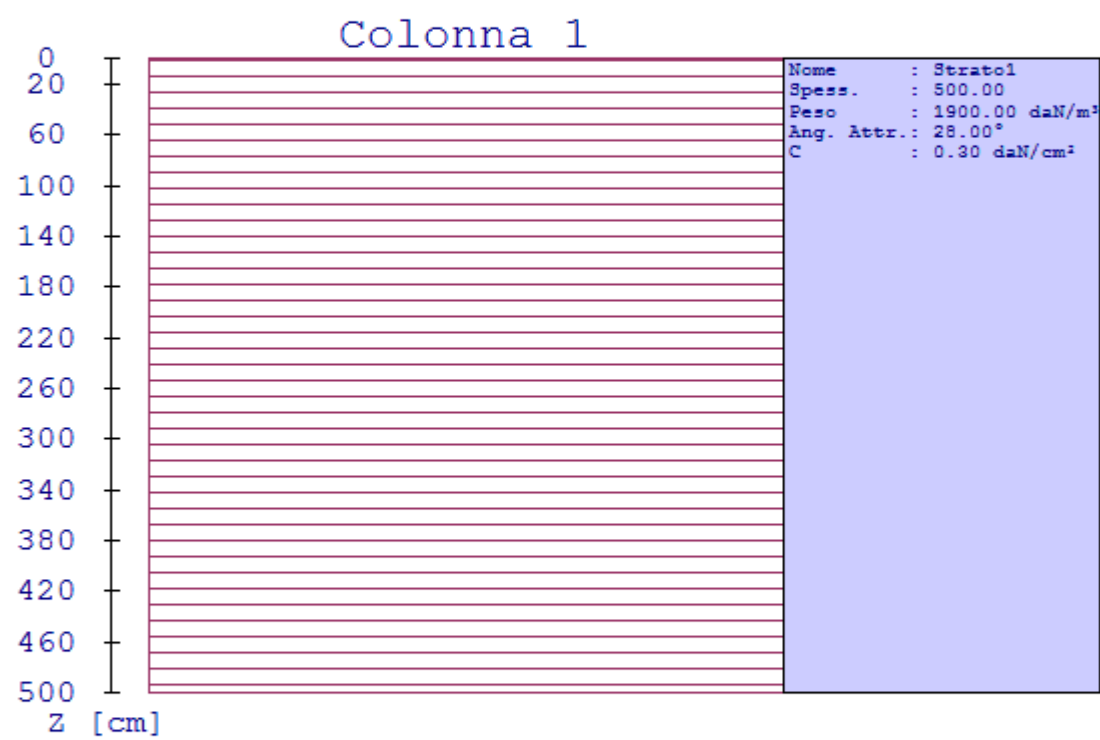 Colonna 1
0
20
60
100
140
180
220
260
300
340
380
420
460
500
Z [cm]
Nome : Strato1
Spess. : 500.00
Peso : 1900.00 daN/m³
Ang. Attr.: 28.00°
C : 0.30 daN/cm²